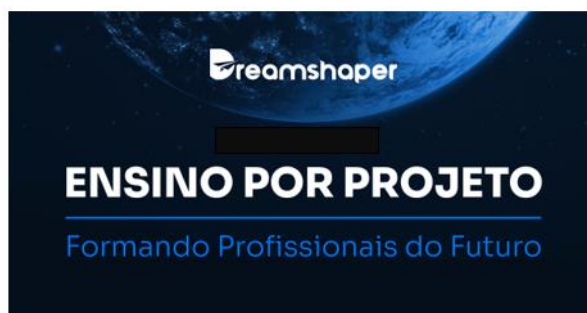 Dreamshaper
ENSINO POR PROJETO
Formando Profissionais do Futuro